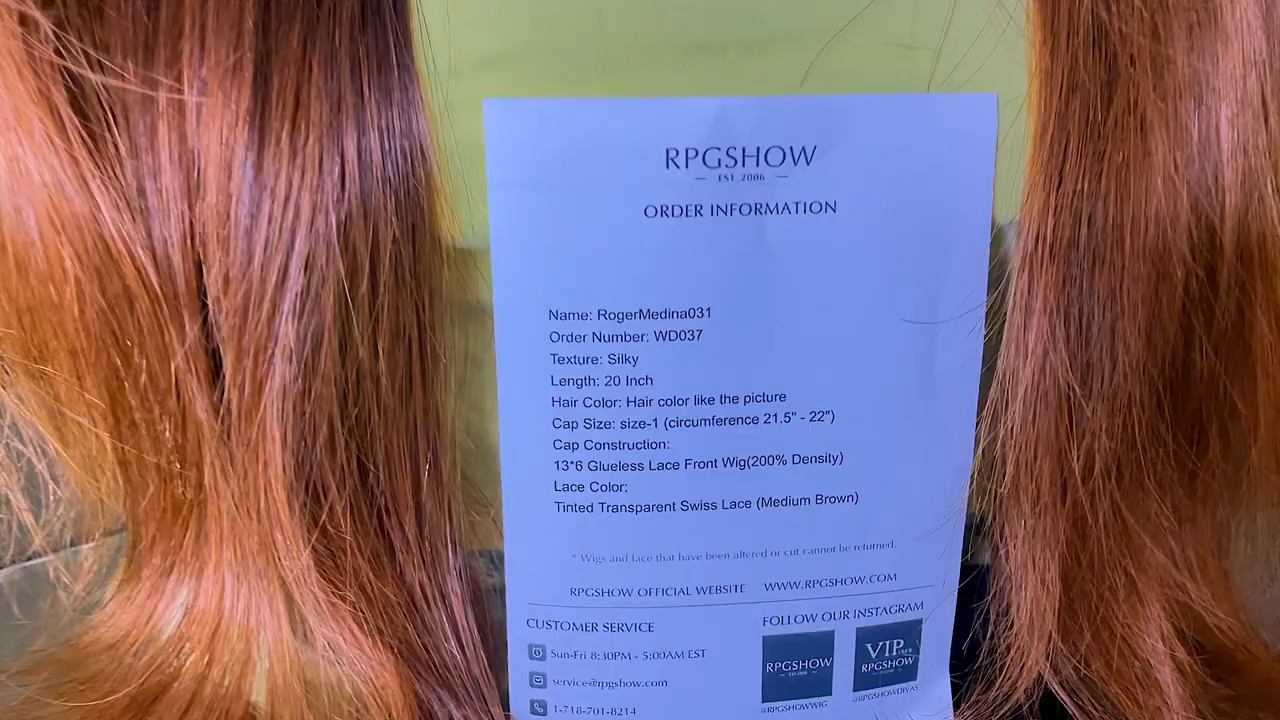 RPGSHOW
EST.2006
ORDER INFORMATION
Name: RogerMedina031
Order Number: WD037
Texture: Silky
Length: 20 Inch
Hair Color: Hair color like the picture
Cap Size: size-1 (circumference 21.5" - 22")
Cap Construction:
13*6 Glueless Lace Front Wig(200% Density)
Lace Color:
Tinted Transparent Swiss Lace (Medium Brown)
* Wigs and lace that have been altered or cut cannot be returned.
RPGSHOW OFFICIAL WEBSITE WWW.RPGSHOW.COM
CUSTOMER SERVICE
Sun-Fri 8:30PM - 5:00AM EST
service@rpgshow.com
1-718-701-8214
FOLLOW OUR INSTAGRAM
RPGSHOW
@RPGSHOWWIG
VIP
RPGSHOW
@RPGSHOWDIVAS